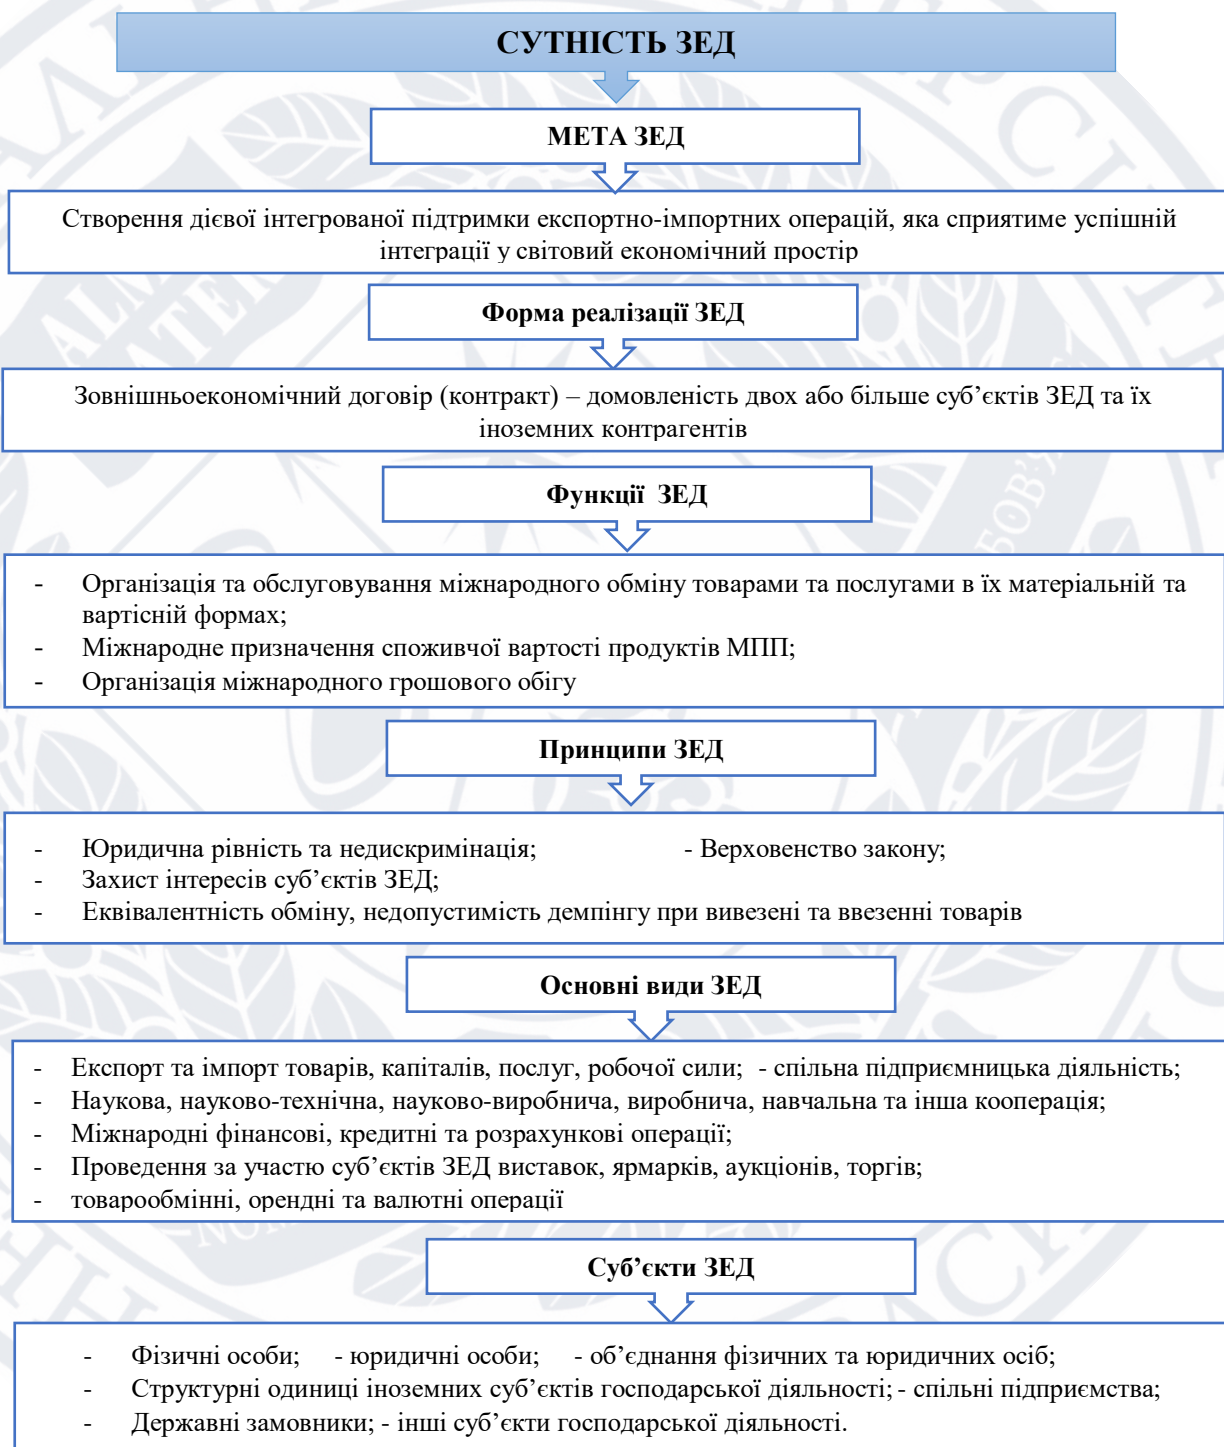 СУТНІСТЬ ЗЕД
МЕТА ЗЕД
Створення дієвої інтегрованої підтримки експортно-імпортних операцій, яка сприятиме успішній
інтеграції у світовий економічний простір
Форма реалізації ЗЕД
Зовнішньоекономічний договір (контракт) – домовленість двох або більше суб’єктів ЗЕД та їх
іноземних контрагентів
Функції ЗЕД
- Організація та обслуговування міжнародного обміну товарами та послугами в їх матеріальній та
вартісній формах;
- Міжнародне призначення споживчої вартості продуктів МПП;
- Організація міжнародного грошового обігу
Принципи ЗЕД
- Юридична рівність та недискримінація; - Верховенство закону;
- Захист інтересів суб’єктів ЗЕД;
- Еквівалентність обміну, недопустимість демпінгу при вивезені та ввезенні товарів
Основні види ЗЕД
- Експорт та імпорт товарів, капіталів, послуг, робочої сили; - спільна підприємницька діяльність;
- Наукова, науково-технічна, науково-виробнича, виробнича, навчальна та інша кооперація;
- Міжнародні фінансові, кредитні та розрахункові операції;
- Проведення за участю суб’єктів ЗЕД виставок, ярмарків, аукціонів, торгів;
- товарообмінні, орендні та валютні операції
Суб’єкти ЗЕД
- Фізичні особи; - юридичні особи; - об’єднання фізичних та юридичних осіб;
- Структурні одиниці іноземних суб’єктів господарської діяльності; - спільні підприємства;
- Державні замовники; - інші суб’єкти господарської діяльності.
ALMA
MATER